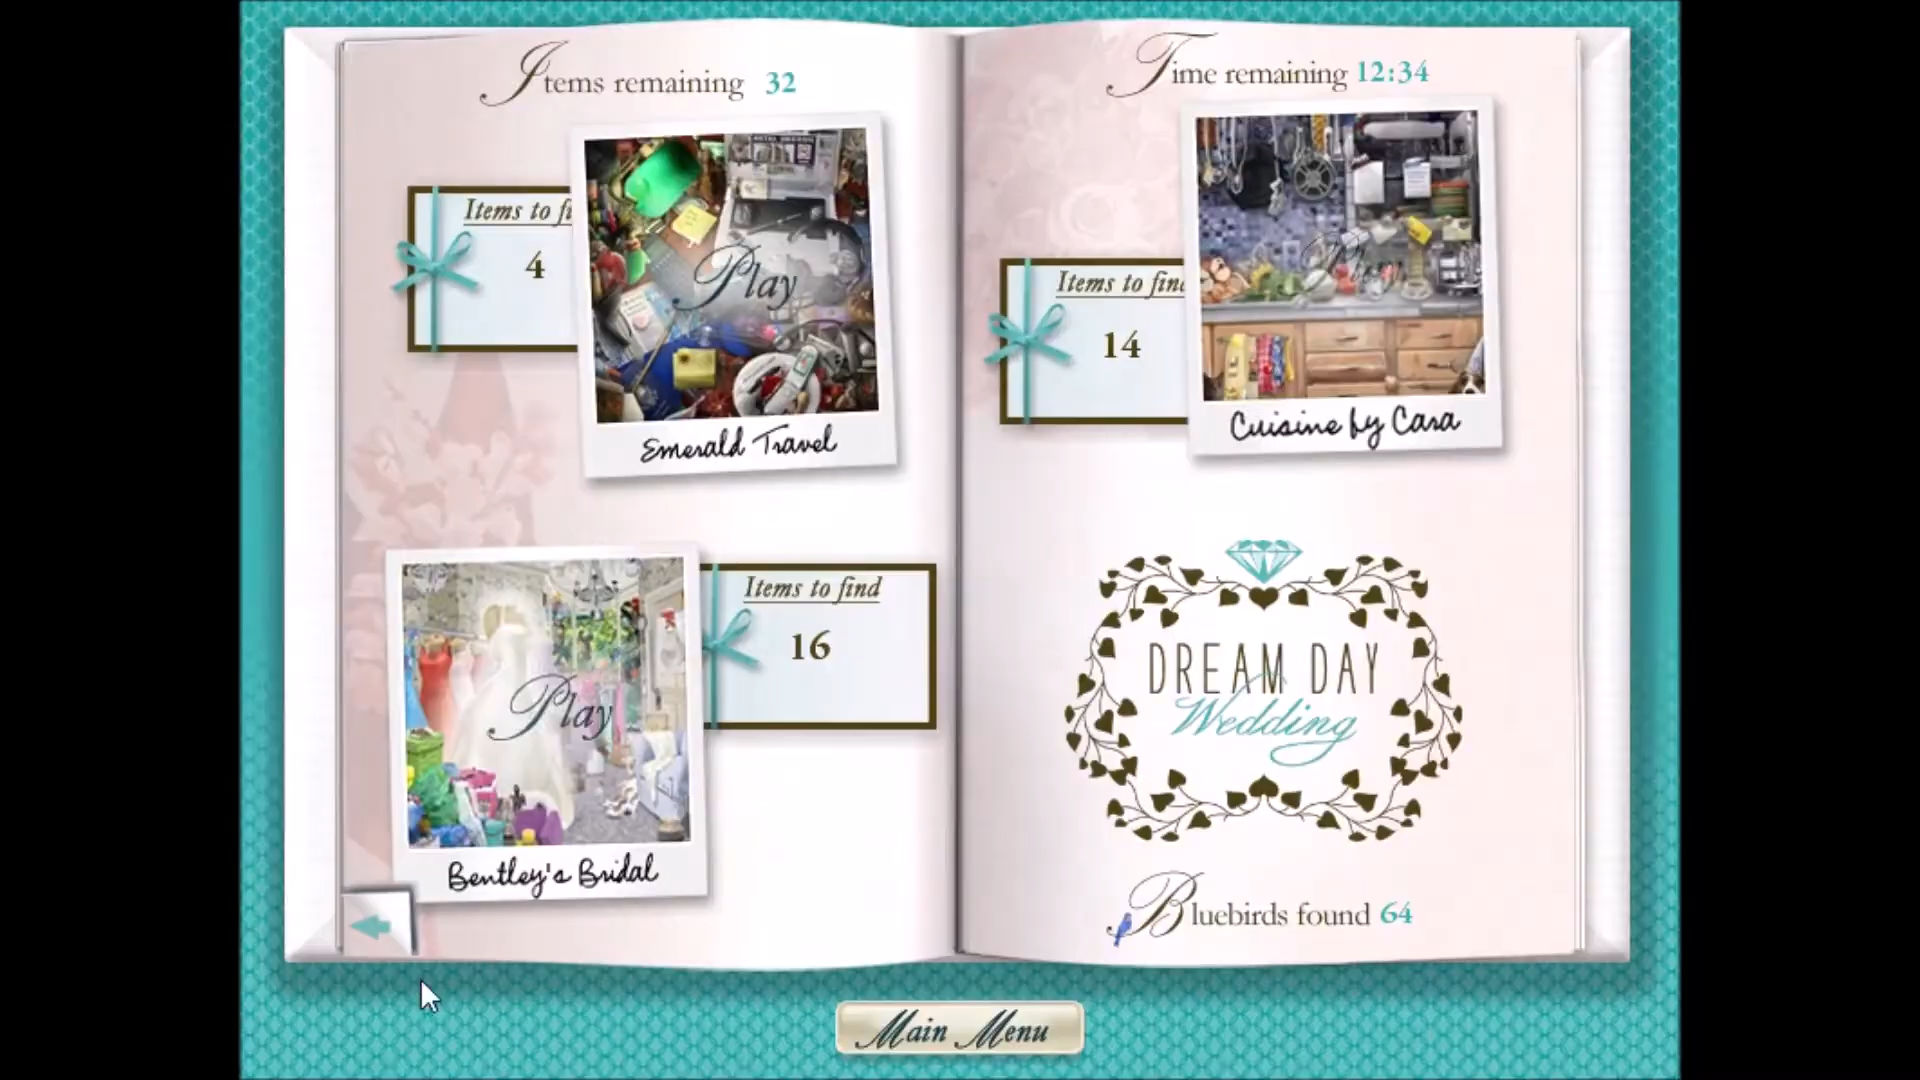 Items remaining 32
Time remaining 12:34
Items to fi
4
Play
Emerald Travel
Items to find
14
Play
Cuisine by Cara
Items to find
16
Play
Bentley's Bridal
DREAM DAY
Wedding
Bluebirds found 64
Main Menu